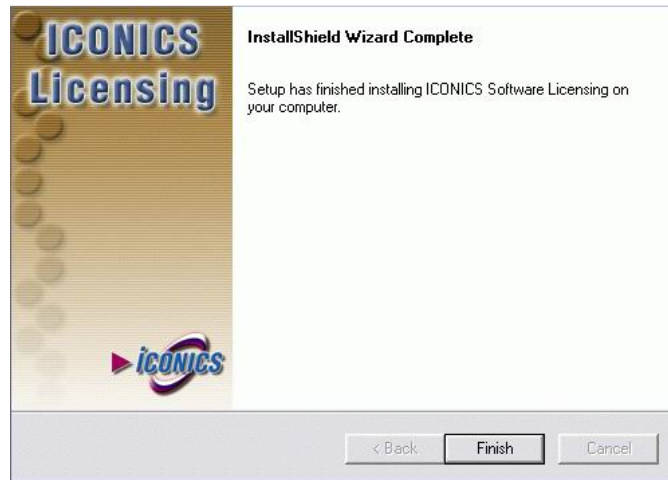 ICONICS
Licensing
InstallShield Wizard Complete
Setup has finished installing ICONICS Software Licensing on
your computer.
iCONICS
< Back
Finish
Cancel